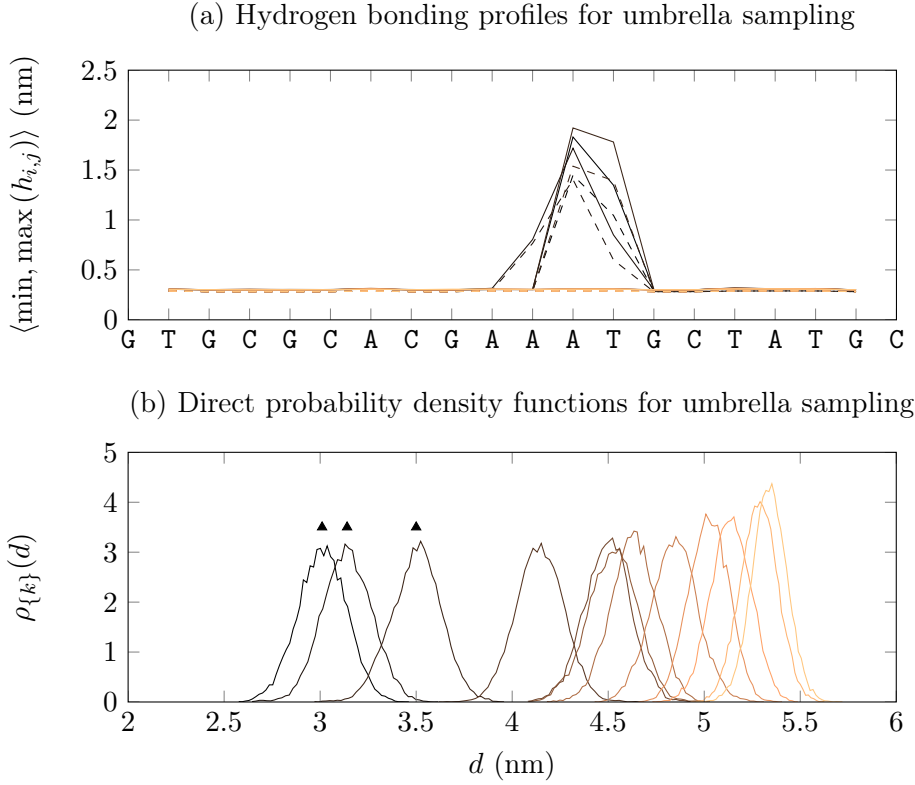 (a) Hydrogen bonding profiles for umbrella sampling
⟨min, max (h_{i,j})⟩ (nm)
2.5
2
1.5
1
0.5
0
G T G C G C A C G A A A T G C T A T G C
(b) Direct probability density functions for umbrella sampling
ρ_{{k}}(d)
5
4
3
2
1
0
2 2.5 3 3.5 4 4.5 5 5.5 6
d (nm)